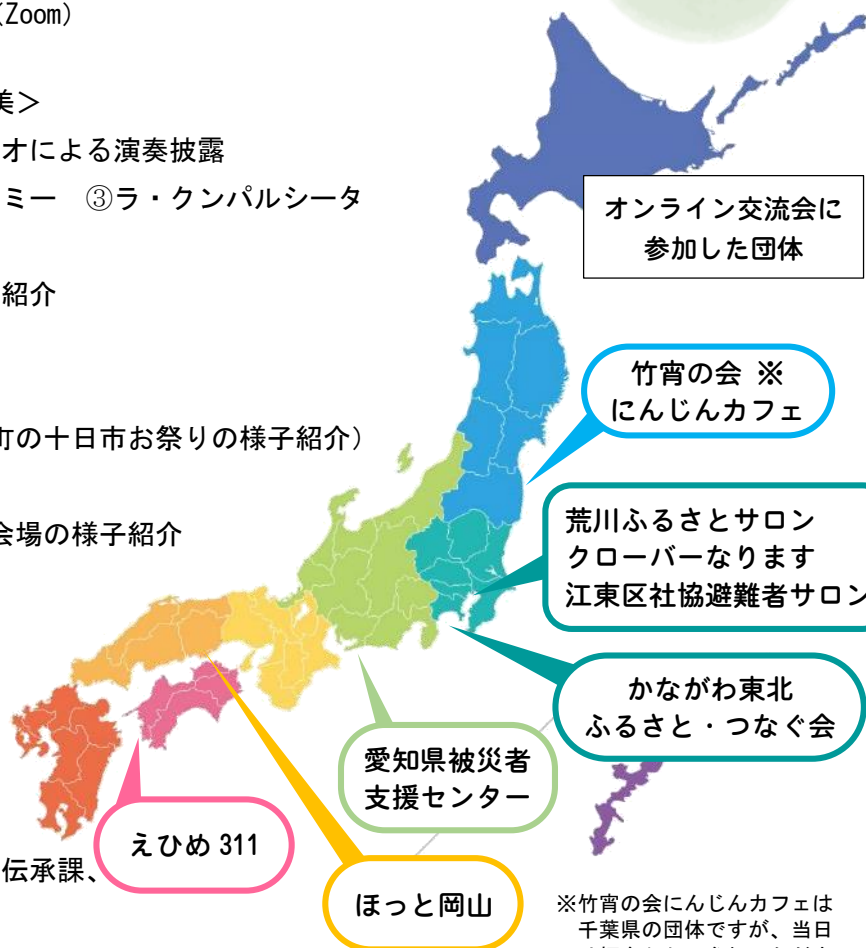 (Zoom)
美＞
オによる演奏披露
ミー　③ラ・クンパルシータ
紹介
町の十日市お祭りの様子紹介）
会場の様子紹介
伝承課、
オンライン交流会に
参加した団体
竹宵の会 ※
にんじんカフェ
荒川ふるさとサロン
クローバーなります
江東区社協避難者サロン
かながわ東北
ふるさと・つなぐ会
愛知県被災者
支援センター
えひめ 311
ほっと岡山
※竹宵の会にんじんカフェは
千葉県の団体ですが、当日